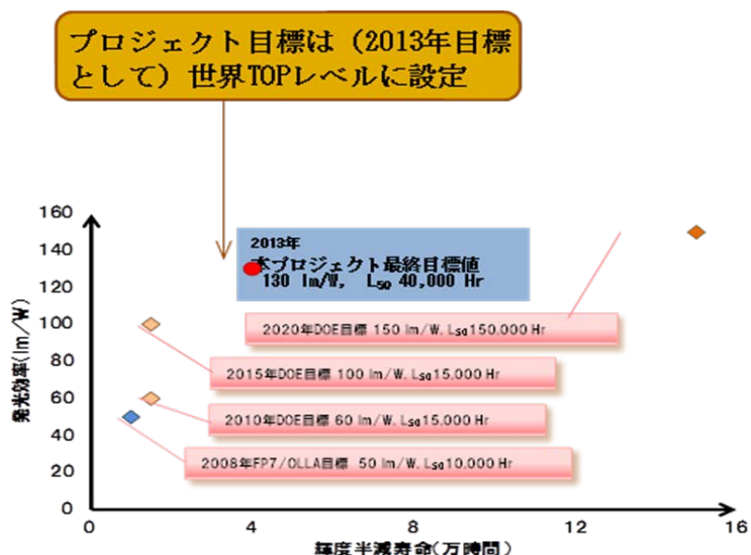 プロジェクト目標は（2013年目標
として）世界TOPレベルに設定
2013年
本プロジェクト最終目標値
130 lm/W,　L50 40,000 Hr
2020年DOE目標 150 lm/W, L50150,000 Hr
2015年DOE目標 100 lm/W, L5015,000 Hr
2010年DOE目標 60 lm/W, L5015,000 Hr
2008年FP7/OLLA目標 50 lm/W, L5010,000 Hr
発光効率(lm/W)
160
140
120
100
80
60
40
20
0
0 4 8 12 16
輝度半減寿命(万時間)